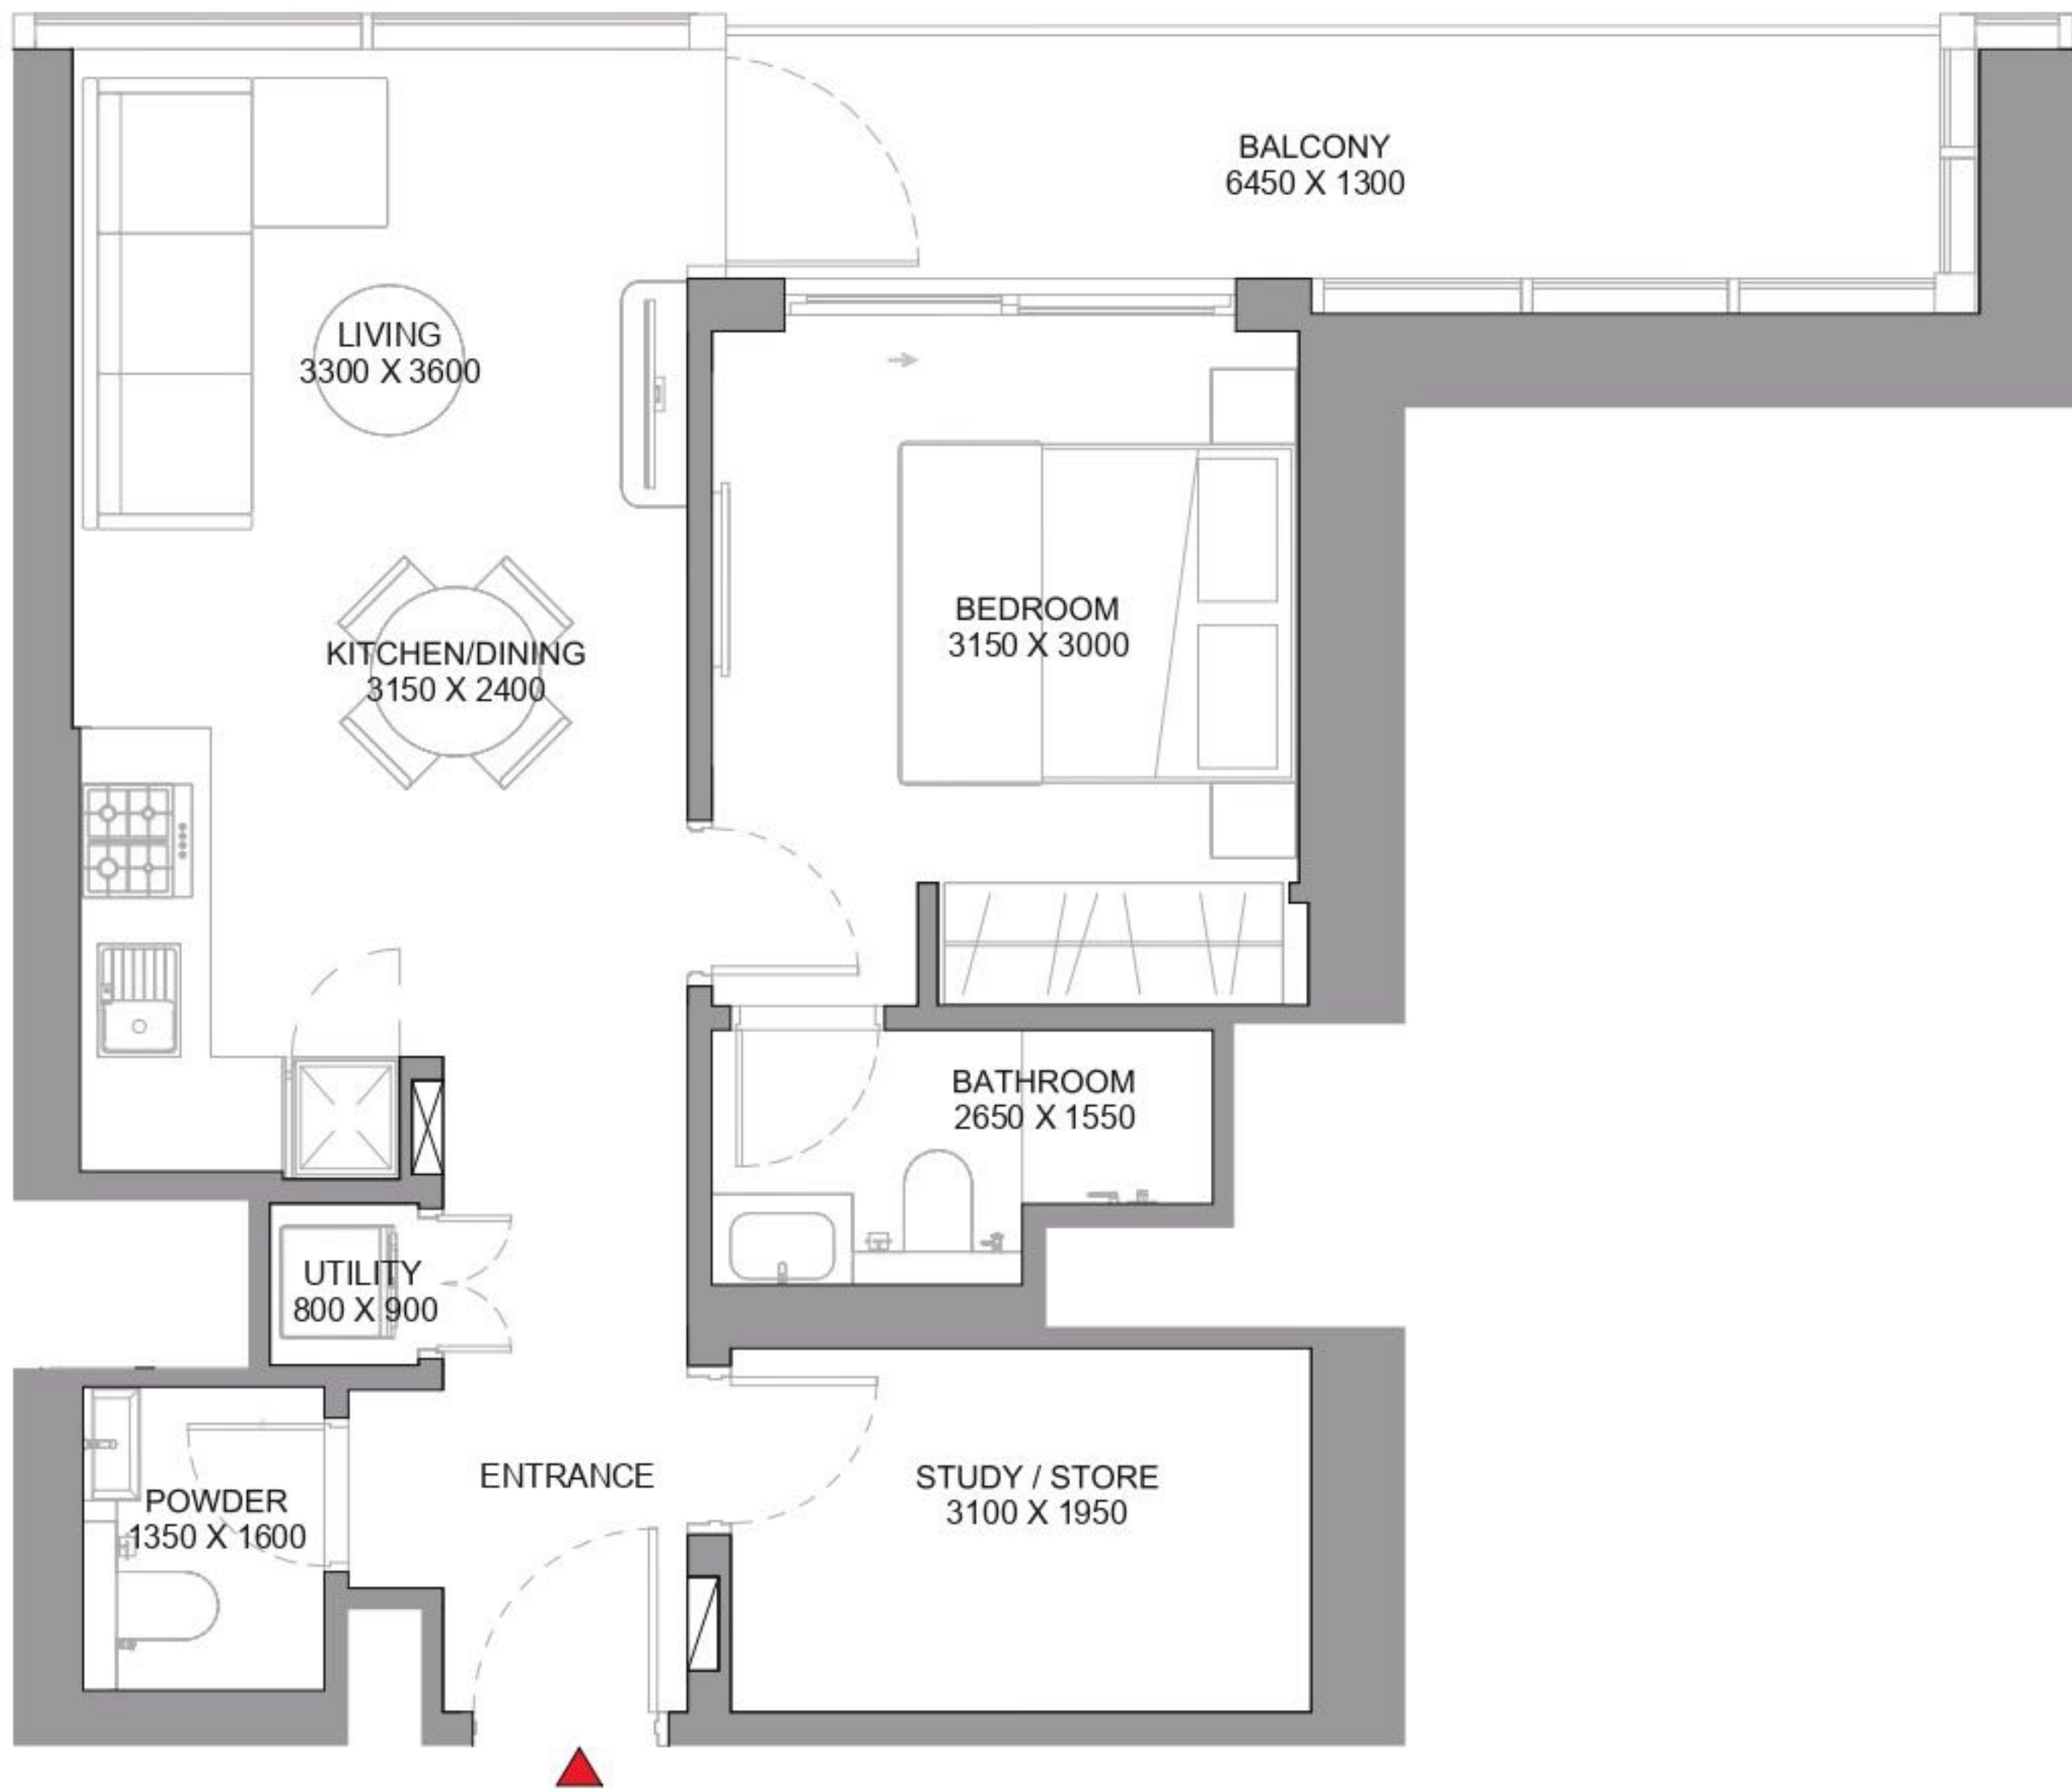 BALCONY
6450 X 1300
LIVING
3300 X 3600
BEDROOM
3150 X 3000
KITCHEN/DINING
3150 X 2400
BATHROOM
2650 X 1550
UTILITY
800 X 900
ENTRANCE
STUDY / STORE
3100 X 1950
POWDER
1350 X 1600